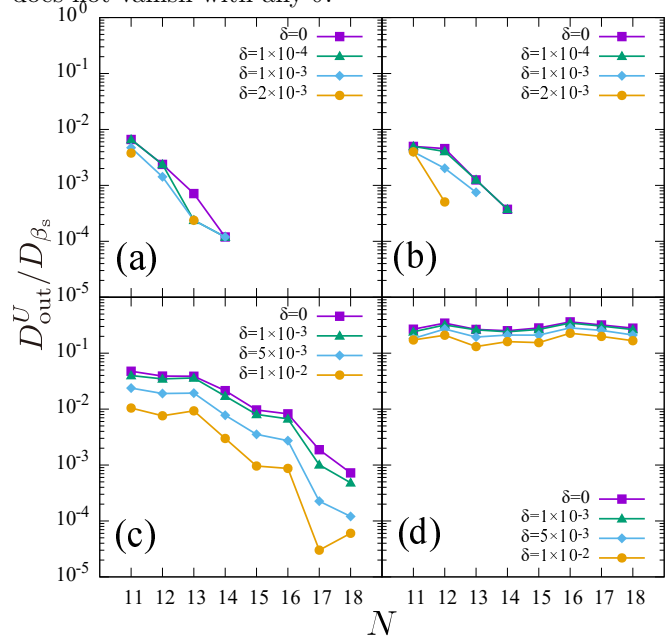 does not vanish with any δ.
10⁰
10⁻¹
10⁻²
10⁻³
10⁻⁴
10⁻⁵
δ=0
δ=1×10⁻⁴
δ=1×10⁻³
δ=2×10⁻³
(a)
δ=0
δ=1×10⁻⁴
δ=1×10⁻³
δ=2×10⁻³
(b)
D^U_out/D_βs
10⁻¹
10⁻²
10⁻³
10⁻⁴
10⁻⁵
δ=0
δ=1×10⁻³
δ=5×10⁻³
δ=1×10⁻²
(c)
δ=0
δ=1×10⁻³
δ=5×10⁻³
δ=1×10⁻²
(d)
11 12 13 14 15 16 17 18 11 12 13 14 15 16 17 18
N